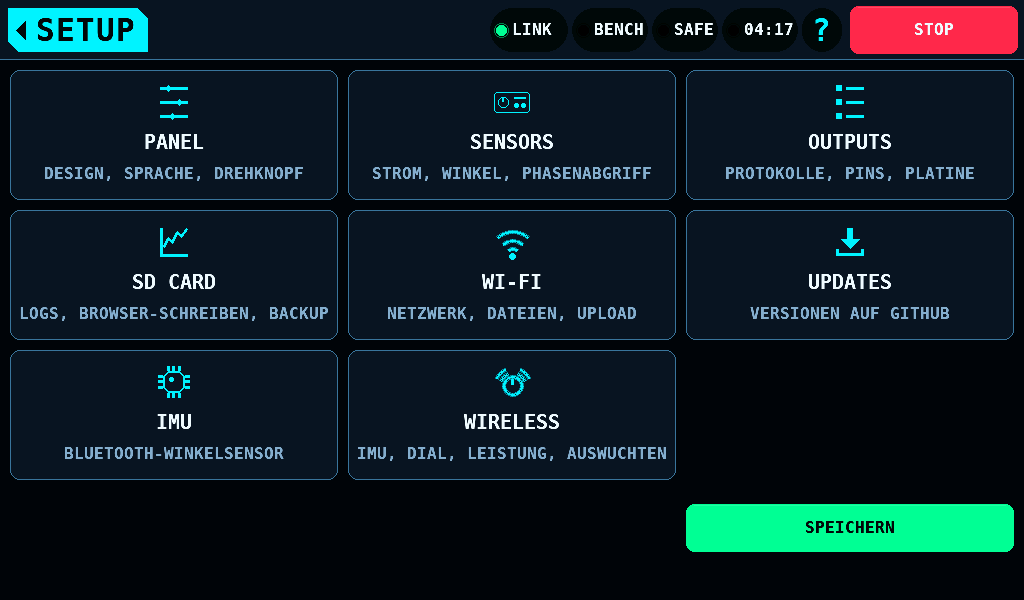 SETUP
LINK
BENCH
SAFE
04:17
?
STOP
PANEL
DESIGN, SPRACHE, DREHKNOPF
SENSORS
STROM, WINKEL, PHASENABGRIFF
OUTPUTS
PROTOKOLLE, PINS, PLATINE
SD CARD
LOGS, BROWSER-SCHREIBEN, BACKUP
WI-FI
NETZWERK, DATEIEN, UPLOAD
UPDATES
VERSIONEN AUF GITHUB
IMU
BLUETOOTH-WINKELSENSOR
WIRELESS
IMU, DIAL, LEISTUNG, AUSWUCHTEN
SPEICHERN